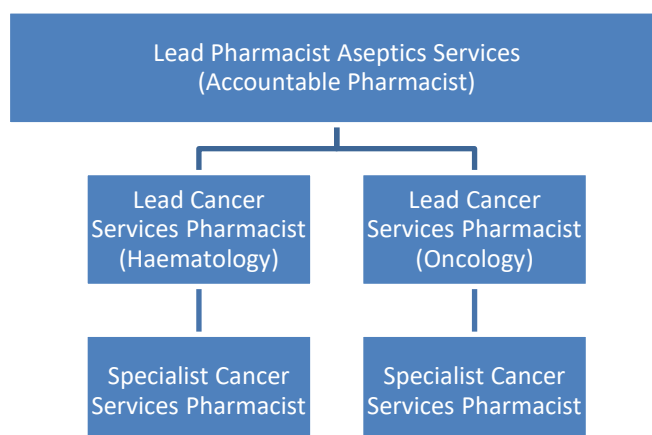 Lead Pharmacist Aseptics Services
(Accountable Pharmacist)
Lead Cancer
Services Pharmacist
(Haematology)
Lead Cancer
Services Pharmacist
(Oncology)
Specialist Cancer
Services Pharmacist
Specialist Cancer
Services Pharmacist